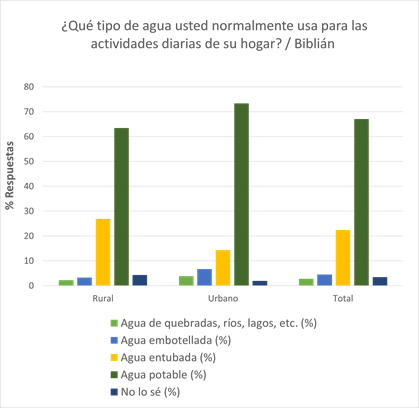 ¿Qué tipo de agua usted normalmente usa para las
actividades diarias de su hogar? / Biblián
% Respuestas
80
70
60
50
40
30
20
10
0
Rural
Urbano
Total
Agua de quebradas, ríos, lagos, etc. (%)
Agua embotellada (%)
Agua entubada (%)
Agua potable (%)
No lo sé (%)